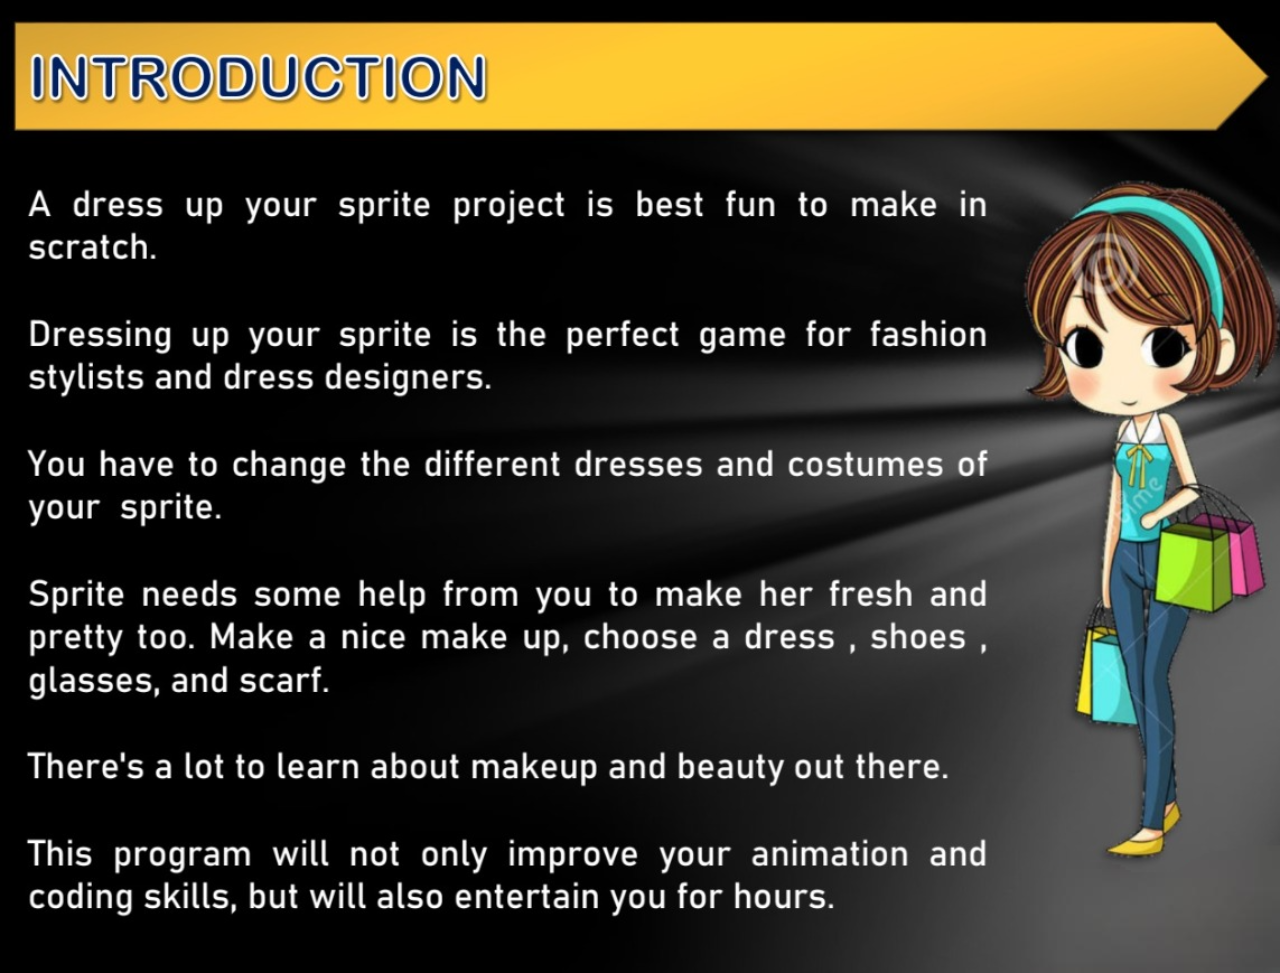 INTRODUCTION
A dress up your sprite project is best fun to make in
scratch.
Dressing up your sprite is the perfect game for fashion
stylists and dress designers.
You have to change the different dresses and costumes of
your sprite.
Sprite needs some help from you to make her fresh and
pretty too. Make a nice make up, choose a dress , shoes ,
glasses, and scarf.
There's a lot to learn about makeup and beauty out there.
This program will not only improve your animation and
coding skills, but will also entertain you for hours.